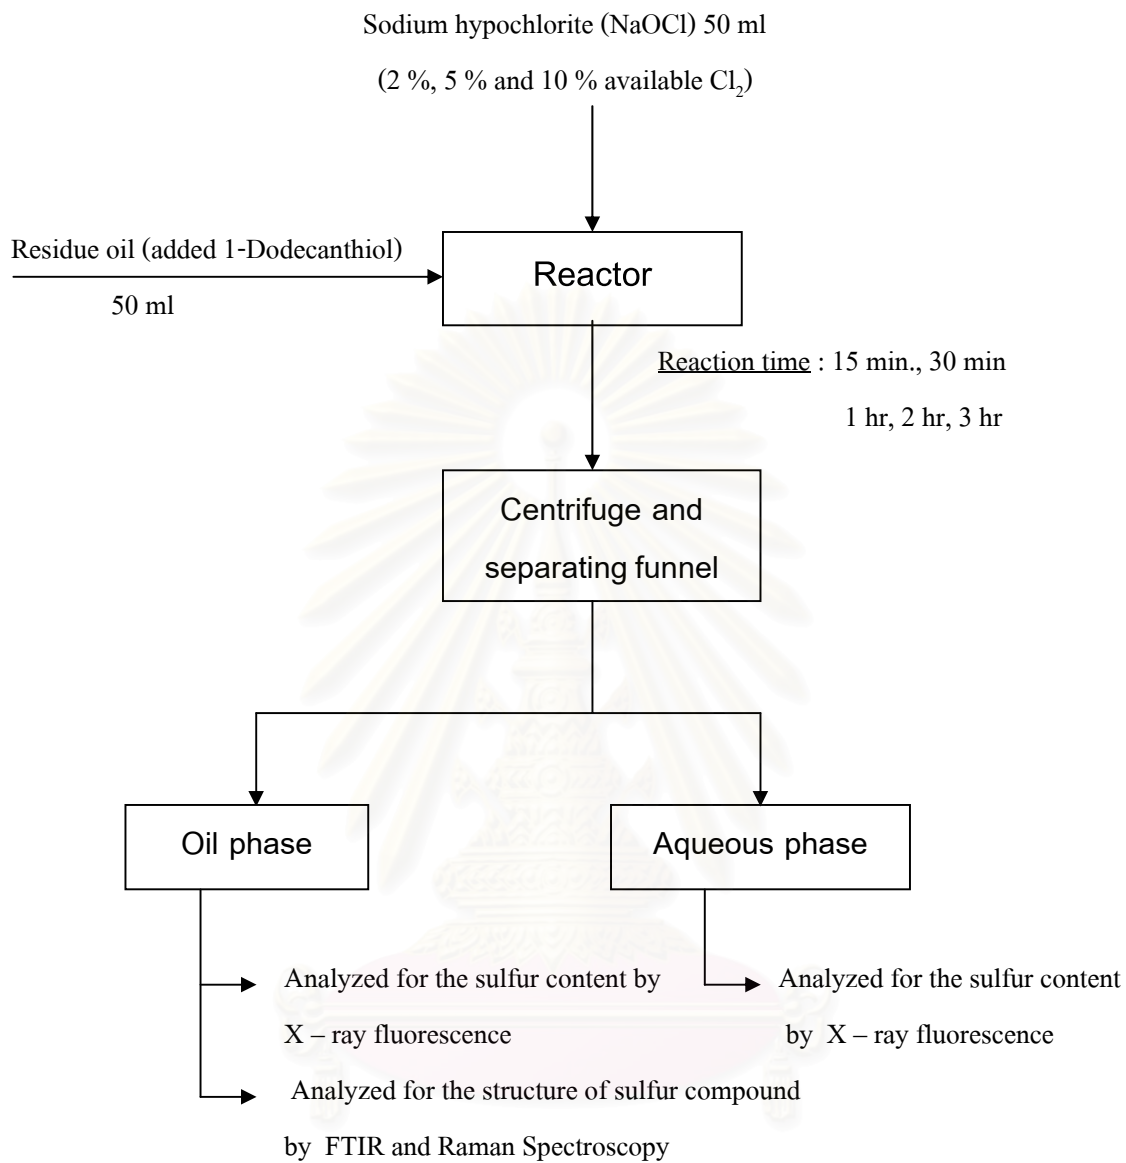 Sodium hypochlorite (NaOCl) 50 ml
(2 %, 5 % and 10 % available Cl₂)
Residue oil (added 1-Dodecanthiol)
50 ml
Reactor
Reaction time : 15 min., 30 min
1 hr, 2 hr, 3 hr
Centrifuge and
separating funnel
Oil phase
Aqueous phase
Analyzed for the sulfur content by
X – ray fluorescence
Analyzed for the sulfur content
by X – ray fluorescence
Analyzed for the structure of sulfur compound
by FTIR and Raman Spectroscopy